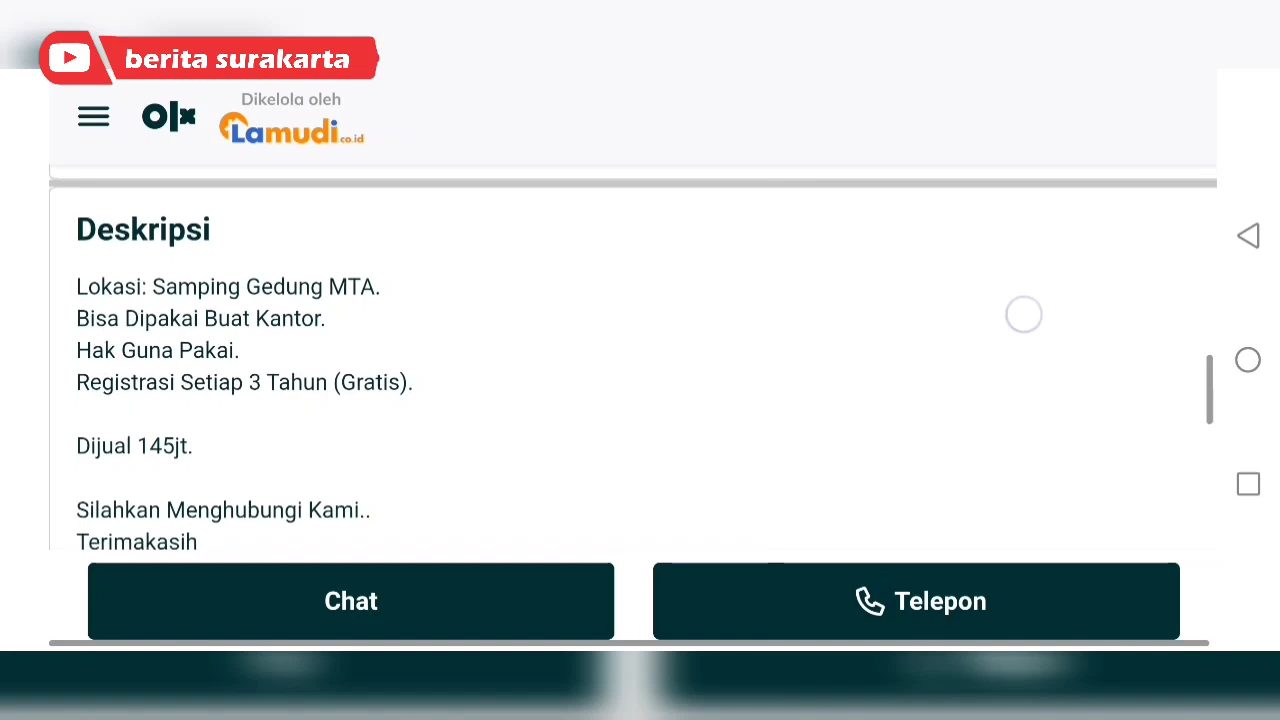 berita surakarta
Dikelola oleh
olx
Lamudi.co.id
Deskripsi
Lokasi: Samping Gedung MTA.
Bisa Dipakai Buat Kantor.
Hak Guna Pakai.
Registrasi Setiap 3 Tahun (Gratis).
Dijual 145jt.
Silahkan Menghubungi Kami..
Terimakasih
Chat
Telepon